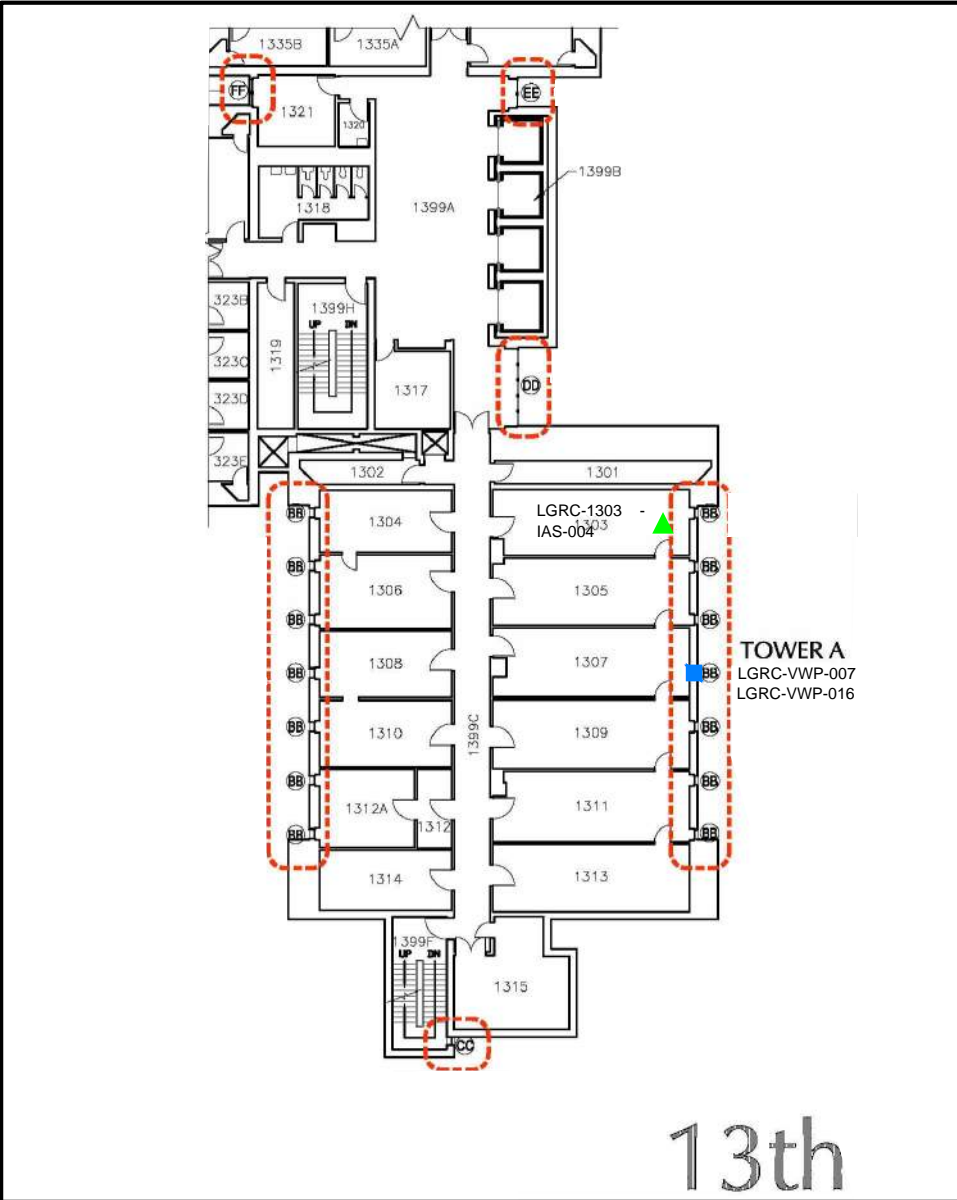 1335B
1335A
FF
EE
1321
1320
1399B
1318
1399A
323B
1399H
UP DN
323C
1319
1317
DD
323D
323E
1302
1301
BB
BB
1304
LGRC-1303 -
IAS-004
1303
BB
BB
1306
1305
BB
BB
1308
1307
TOWER A
BB
BB
LGRC-VWP-007
LGRC-VWP-016
BB
BB
1310
1399C
1309
BB
BB
1312A
1312
1311
BB
BB
1314
1313
1399F
UP DN
1315
CC
13th